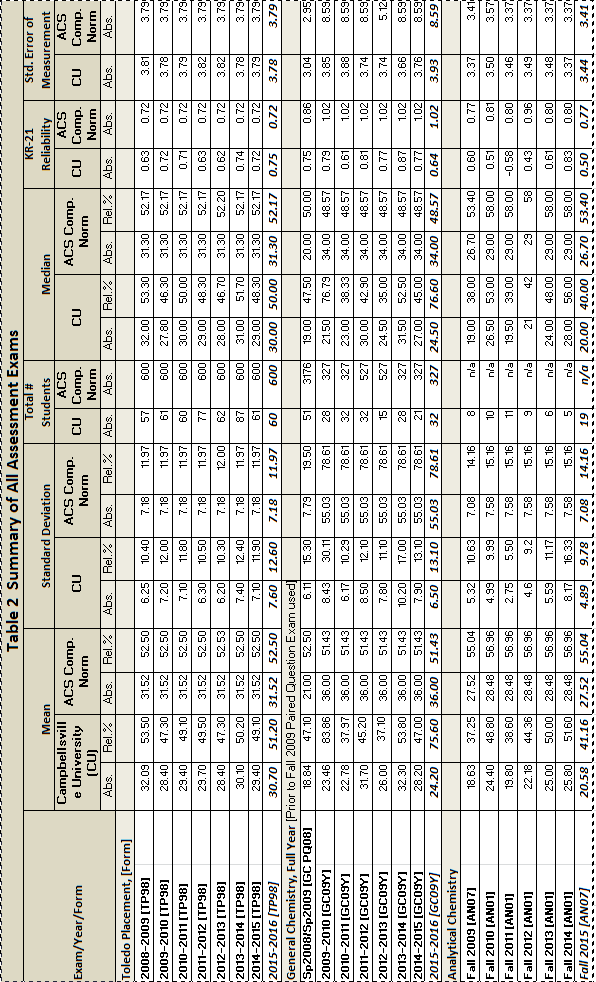 Table 2 Summary of All Assessment Exams
Exam/Year/Form Mean Standard Deviation Total # Students Median KR-21 Reliability Std. Error of Measurement
Campbellsville University (CU) ACS Comp. Norm CU ACS Comp. Norm CU ACS Norm CU ACS Comp. Norm CU ACS Comp. Norm CU ACS Comp. Norm
Abs. Rel.% Abs. Rel.% Abs. Rel.% Abs. Rel.% Abs. Rel.% Abs. Rel.% Abs. Abs. Abs. Abs.
Toledo Placement, [Form]
2008-2009 [TP98] 32.09 53.50 31.52 52.50 6.25 10.40 7.18 11.97 57 600 32.00 53.30 31.30 52.17 0.63 0.72 3.81 3.79
2009-2010 [TP98] 28.40 47.30 31.52 52.50 7.20 12.00 7.18 11.97 61 600 27.80 46.30 31.30 52.17 0.72 0.72 3.78 3.79
2010-2011 [TP98] 29.40 49.10 31.52 52.50 7.10 11.80 7.18 11.97 60 600 30.00 50.00 31.30 52.17 0.71 0.72 3.79 3.79
2011-2012 [TP98] 29.70 49.50 31.52 52.50 6.30 10.50 7.18 11.97 77 600 29.00 48.30 31.30 52.17 0.63 0.72 3.82 3.79
2012-2013 [TP98] 28.40 47.30 31.52 52.53 6.20 10.30 7.18 12.00 62 600 28.00 46.70 31.30 52.20 0.62 0.72 3.82 3.79
2013-2014 [TP98] 30.10 50.20 31.52 52.50 7.40 12.40 7.18 11.97 87 600 31.00 51.70 31.30 52.17 0.74 0.72 3.78 3.79
2014-2015 [TP98] 29.40 49.10 31.52 52.50 7.10 11.90 7.18 11.97 61 600 29.00 48.30 31.30 52.17 0.72 0.72 3.79 3.79
2015-2016 [TP98] 30.70 51.20 31.52 52.50 7.60 12.60 7.18 11.97 60 600 30.00 50.00 31.30 52.17 0.75 0.72 3.78 3.79
General Chemistry, Full Year [Prior to Fall 2009 Paired Question Exam used]
Sp2008/Sp2009 [GC PQ08] 18.84 47.10 21.00 52.50 6.11 15.30 7.79 19.50 51 3176 19.00 47.50 20.00 50.00 0.75 0.86 3.04 2.95
2009-2010 [GC09Y] 23.46 83.86 36.00 51.43 8.43 30.11 55.03 78.61 28 327 21.50 76.79 34.00 48.57 0.79 1.02 3.85 8.59
2010-2011 [GC09Y] 22.78 37.97 36.00 51.43 6.17 10.29 55.03 78.61 32 327 23.00 38.33 34.00 48.57 0.61 1.02 3.88 8.59
2011-2012 [GC09Y] 31.70 45.20 36.00 51.43 8.50 12.10 55.03 78.61 32 527 30.00 42.90 34.00 48.57 0.81 1.02 3.74 8.59
2012-2013 [GC09Y] 26.00 37.10 36.00 51.43 7.80 11.10 55.03 78.61 15 527 24.50 35.00 34.00 48.57 0.77 1.02 3.74 5.12
2013-2014 [GC09Y] 32.30 53.80 36.00 51.43 10.20 17.00 55.03 78.61 28 327 31.50 52.50 34.00 48.57 0.87 1.02 3.66 8.59
2014-2015 [GC09Y] 28.20 47.00 36.00 51.43 7.90 13.10 55.03 78.61 21 327 27.00 45.00 34.00 48.57 0.77 1.02 3.76 8.59
2015-2016 [GC09Y] 24.20 75.60 36.00 51.43 6.50 13.10 55.03 78.61 32 327 24.50 76.60 34.00 48.57 0.64 1.02 3.93 8.59
Analytical Chemistry
Fall 2009 [AN07] 18.63 37.25 27.52 55.04 5.32 10.63 7.08 14.16 8 n/a 19.00 38.00 26.70 53.40 0.60 0.77 3.37 3.41
Fall 2010 [AN01] 24.40 48.80 28.48 56.96 4.99 9.99 7.58 15.16 10 n/a 26.50 53.00 29.00 58.00 0.51 0.81 3.50 3.57
Fall 2011 [AN01] 19.80 38.60 28.48 56.96 2.75 5.50 7.58 15.16 11 n/a 19.50 39.00 29.00 58.00 -0.58 0.80 3.46 3.37
Fall 2012 [AN01] 22.18 44.36 28.48 56.96 4.6 9.2 7.58 15.16 9 n/a 21 42 29 58 0.43 0.96 3.49 3.37
Fall 2013 [AN01] 25.00 50.00 28.48 56.96 5.59 11.17 7.58 15.16 6 n/a 24.00 48.00 29.00 58.00 0.61 0.80 3.48 3.37
Fall 2014 [AN01] 25.80 51.60 28.48 56.96 8.17 16.33 7.58 15.16 5 n/a 28.00 56.00 29.00 58.00 0.83 0.80 3.37 3.37
Fall 2015 [AN07] 20.58 41.16 27.52 55.04 4.89 9.78 7.08 14.16 19 n/a 20.00 40.00 26.70 53.40 0.50 0.77 3.44 3.41